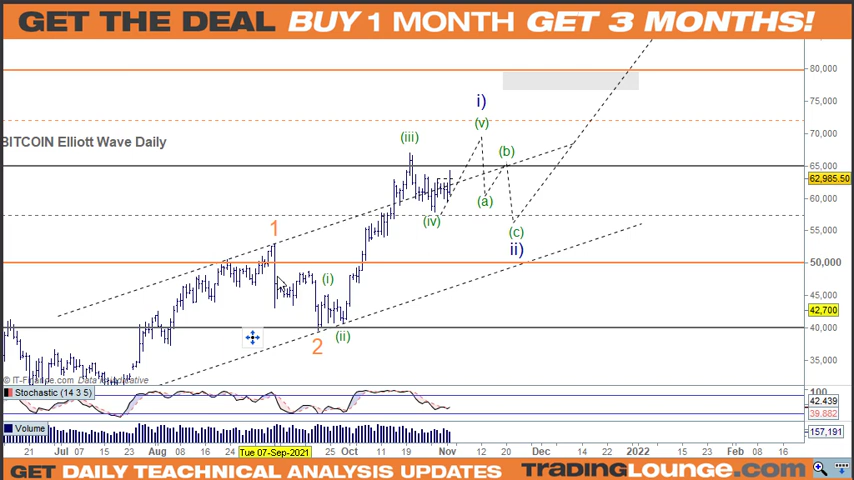 GET THE DEAL BUY 1 MONTH GET 3 MONTHS!
80,000
75,000
i)
(v)
70,000
BITCOIN Elliott Wave Daily
(iii)
(b)
65,000
62,985.50
60,000
(iv)
(a)
(c)
1
55,000
ii)
50,000
(i)
45,000
42,700
2
(ii)
40,000
35,000
© IT-Finance.com Data is indicative
Stochastic (14 3 5)
100
42.439
39.882
Volume
157,191
21 Jul 15 23 Aug 16 24 Tue 07-Sep-2021 21 Oct 11 19 Nov 12 20 Dec 14 22 2022 15 23 Feb 08 16
GET DAILY TEACHNICAL ANALYSIS UPDATES TRADINGLOUNGE.com